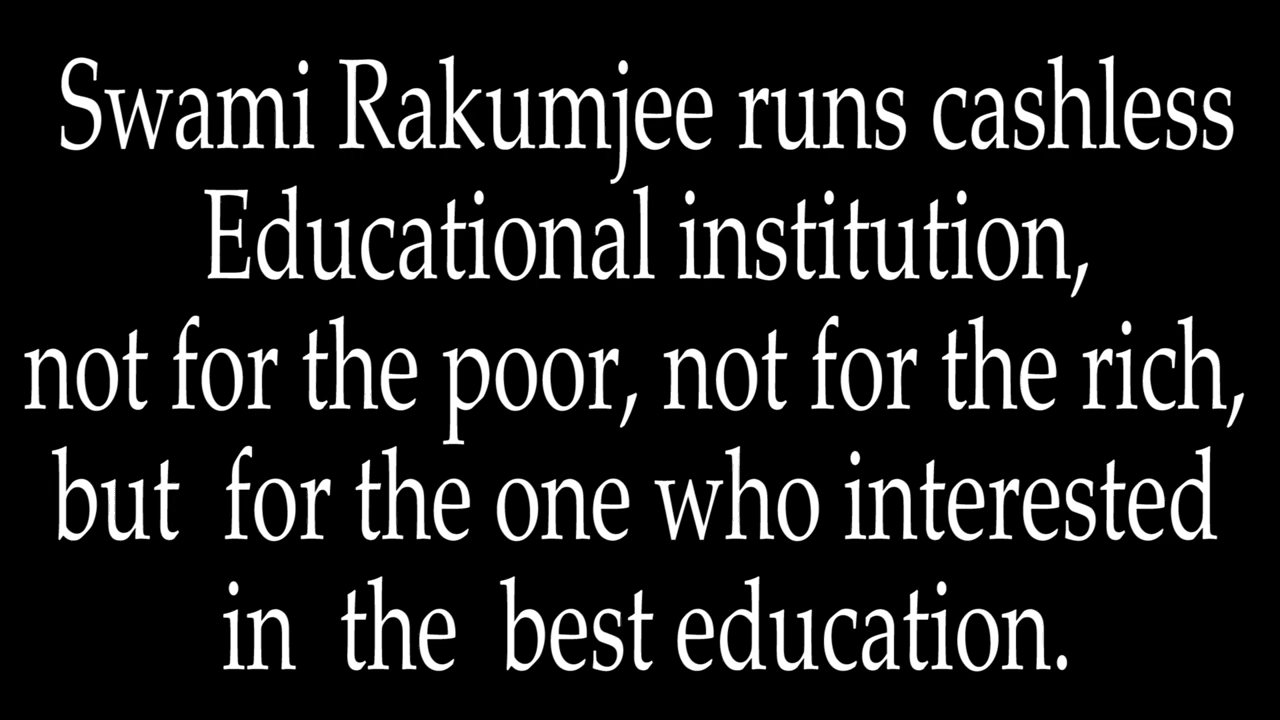 Swami Rakumjee runs cashless
Educational institution,
not for the poor, not for the rich,
but for the one who interested
in the best education.